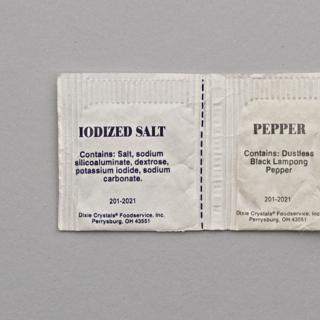 IODIZED SALT
Contains: Salt, sodium
silicoaluminate, dextrose,
potassium iodide, sodium
carbonate.
201-2021
Dixie Crystals® Foodservice, Inc.
Perrysburg, OH 43551
PEPPER
Contains: Dustless
Black Lampong
Pepper
201-2021
Dixie Crystals® Foodservice, Inc.
Perrysburg, OH 43551